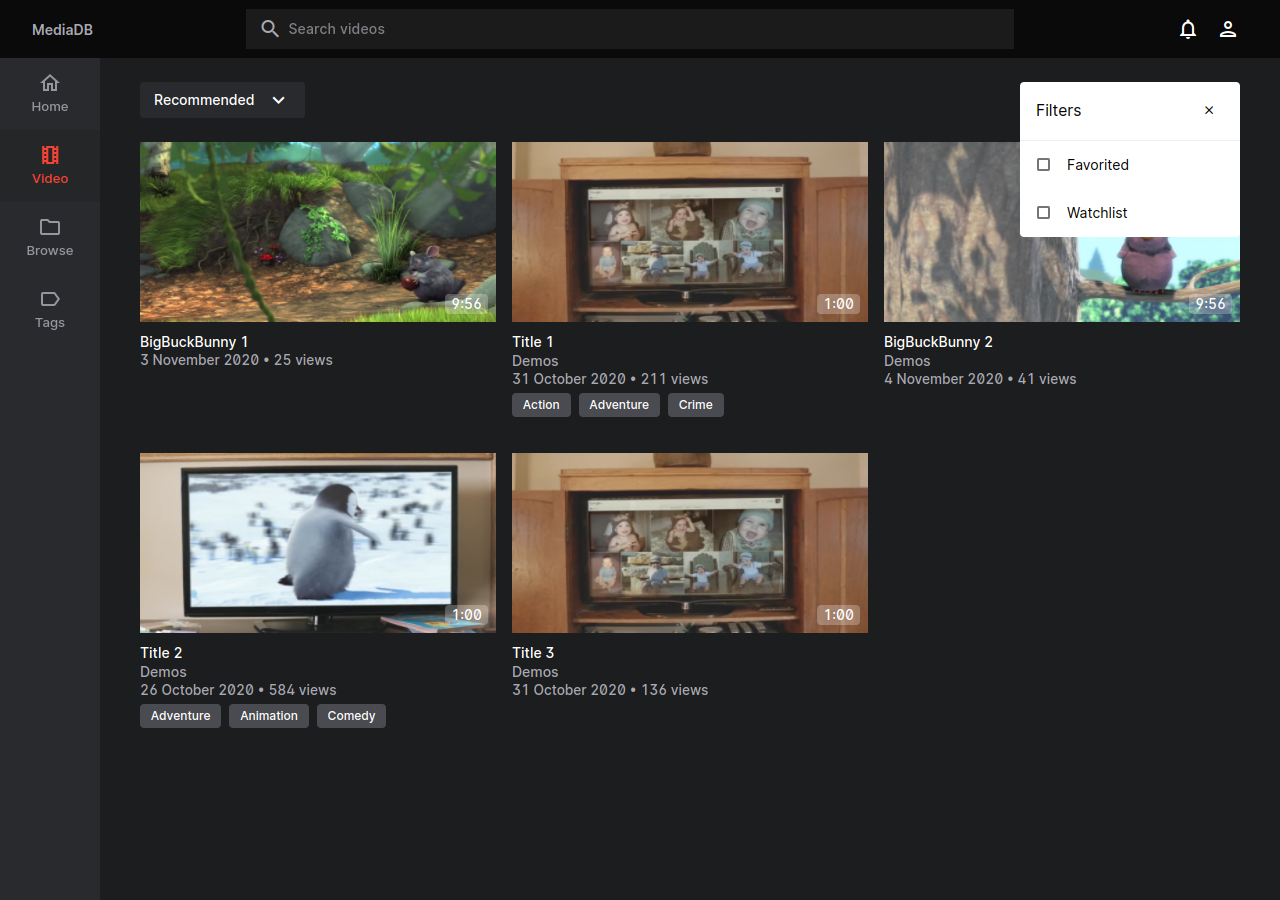 MediaDB
Search videos
Home
Video
Browse
Tags
Recommended
Filters
×
Favorited
Watchlist
9:56
1:00
9:56
BigBuckBunny 1
3 November 2020 • 25 views
Title 1
Demos
31 October 2020 • 211 views
Action Adventure Crime
BigBuckBunny 2
Demos
4 November 2020 • 41 views
1:00
1:00
Title 2
Demos
26 October 2020 • 584 views
Adventure Animation Comedy
Title 3
Demos
31 October 2020 • 136 views